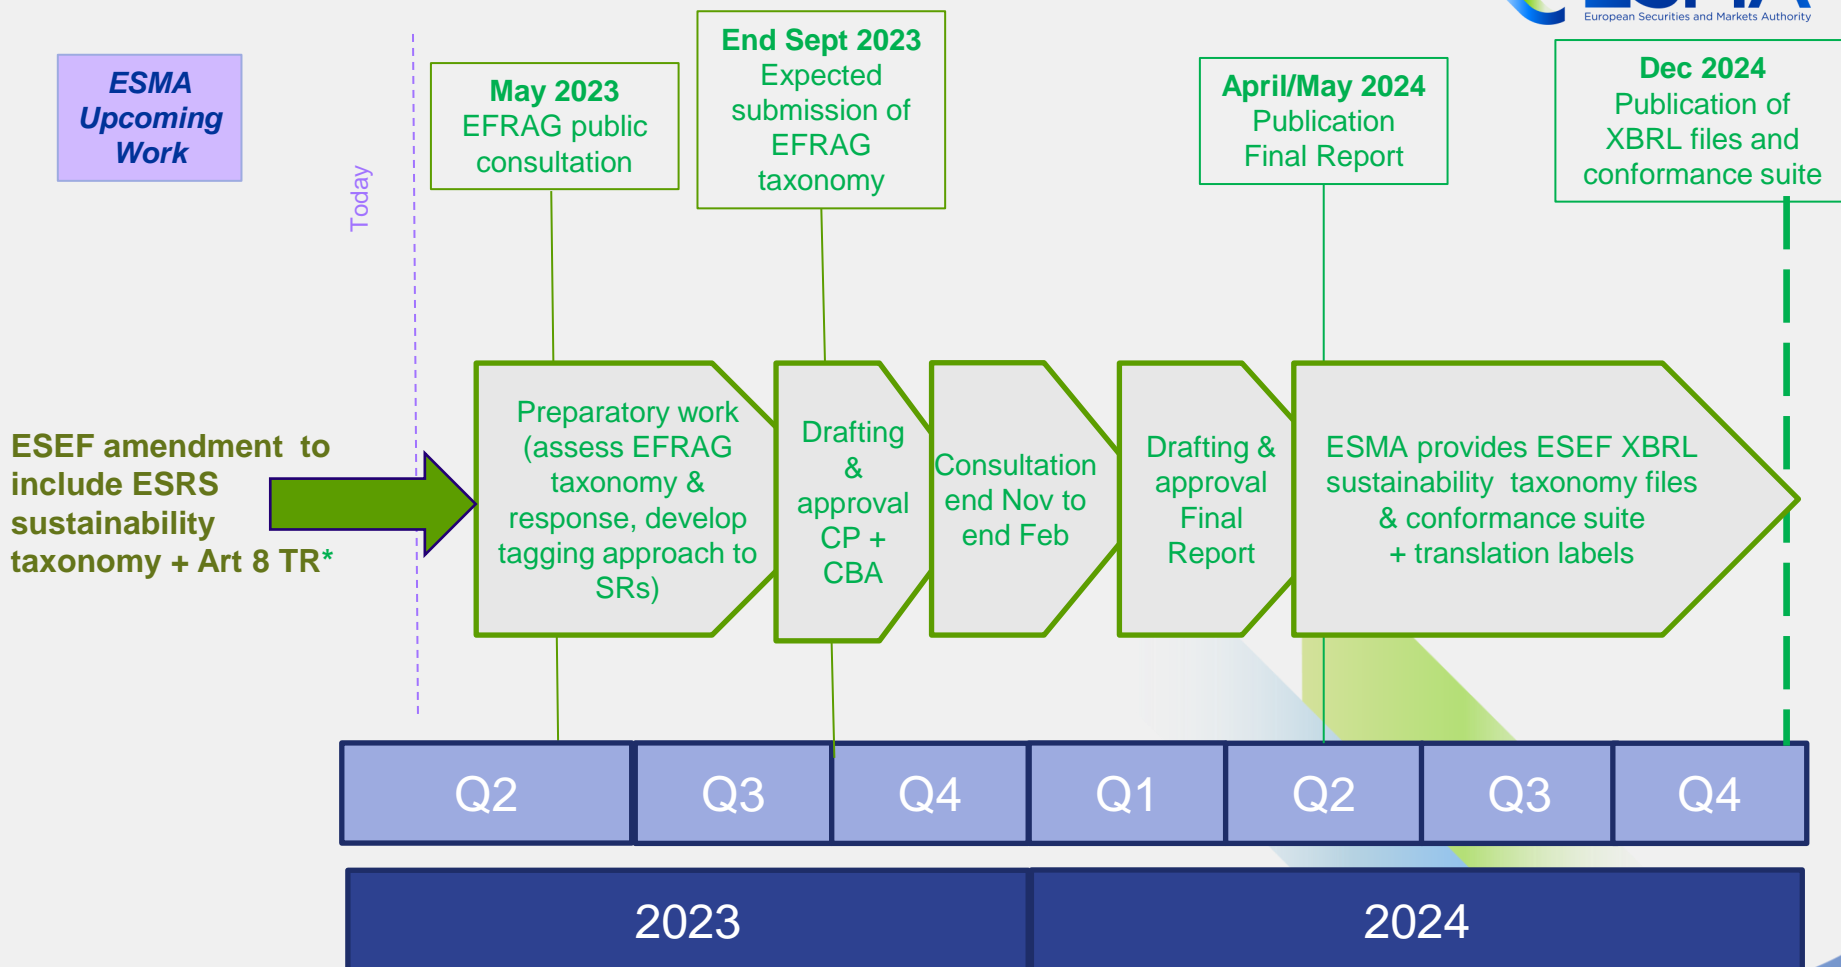 European Securities and Markets Authority
ESMA
Upcoming
Work
Today
May 2023
EFRAG public
consultation
End Sept 2023
Expected
submission of
EFRAG
taxonomy
April/May 2024
Publication
Final Report
Dec 2024
Publication of
XBRL files and
conformance suite
ESEF amendment to
include ESRS
sustainability
taxonomy + Art 8 TR*
Preparatory work
(assess EFRAG
taxonomy &
response, develop
tagging approach to
SRs)
Drafting
&
approval
CP +
CBA
Consultation
end Nov to
end Feb
Drafting &
approval
Final
Report
ESMA provides ESEF XBRL
sustainability taxonomy files
& conformance suite
+ translation labels
Q2
Q3
Q4
Q1
Q2
Q3
Q4
2023
2024